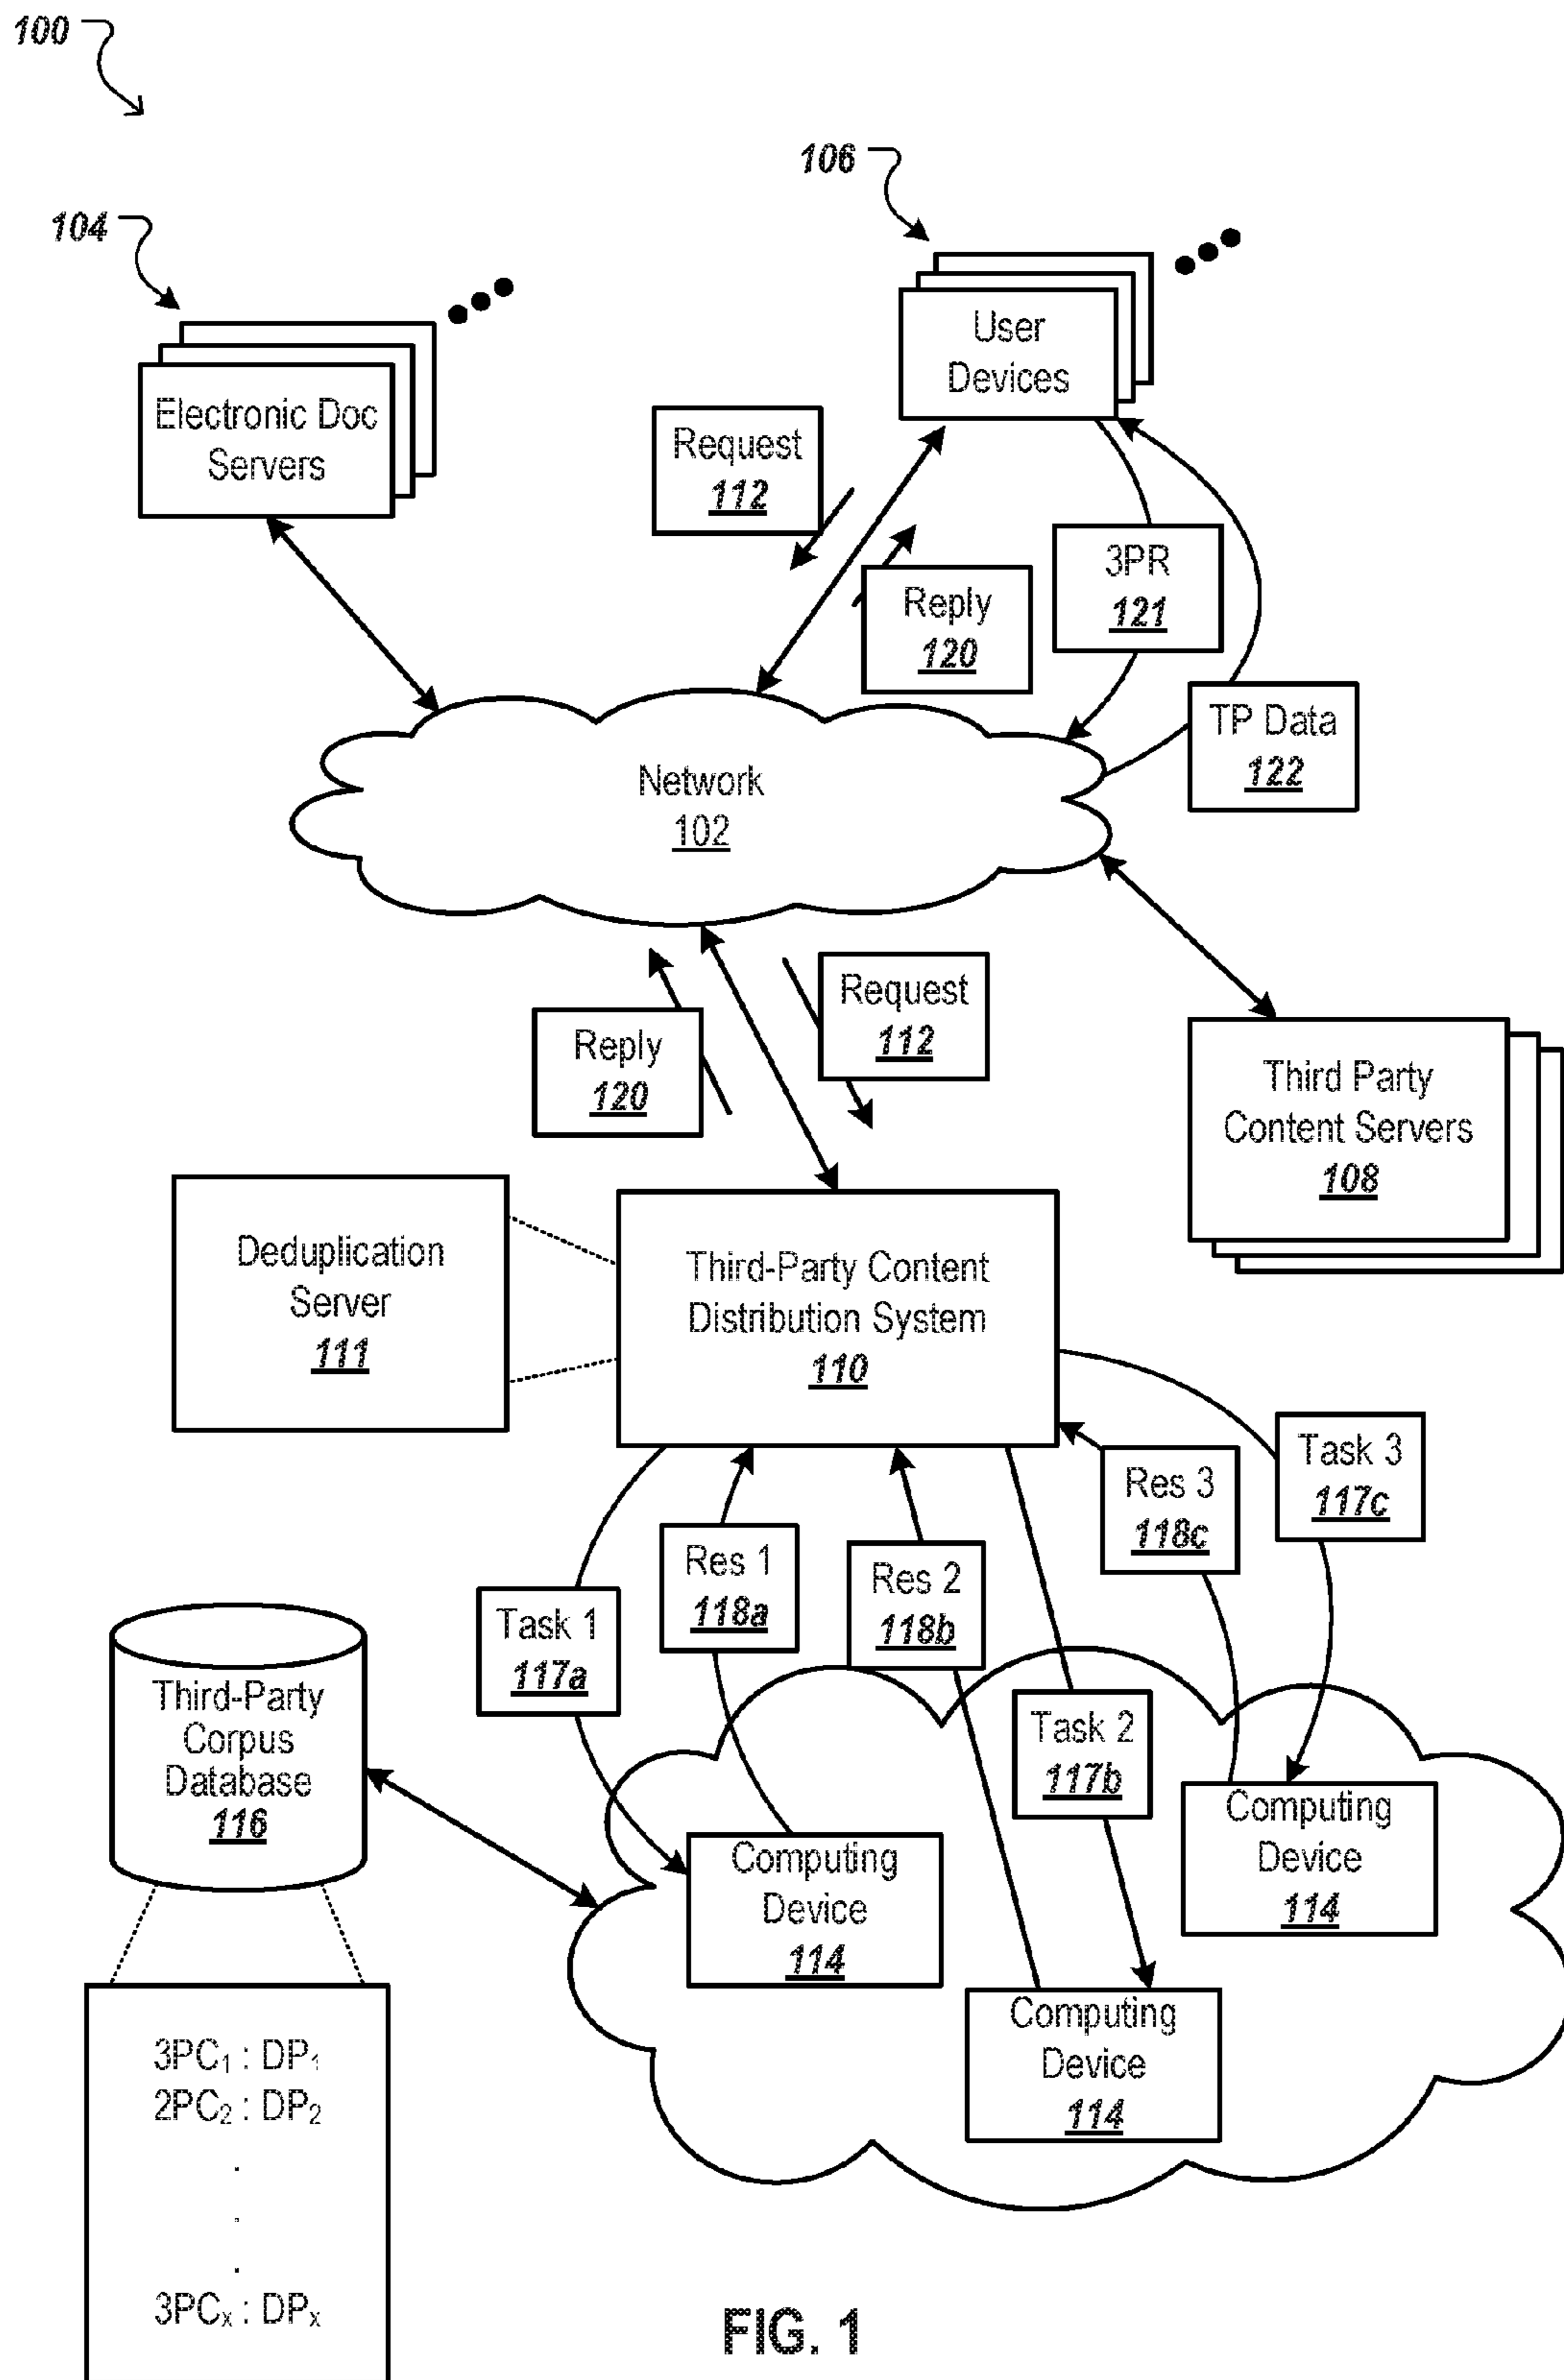 100
106
104
User
Devices
Electronic Doc
Servers
Request
112
3PR
121
Reply
120
TP Data
122
Network
102
Request
112
Reply
120
Third Party
Content Servers
108
Deduplication
Server
111
Third-Party Content
Distribution System
110
Task 3
117c
Res 3
118c
Res 1
118a
Res 2
118b
Task 1
117a
Third-Party
Corpus
Database
116
Task 2
117b
Computing
Device
114
Computing
Device
114
Computing
Device
114
3PC₁ : DP₁
2PC₂ : DP₂
.
.
.
3PCₓ : DPₓ
FIG. 1